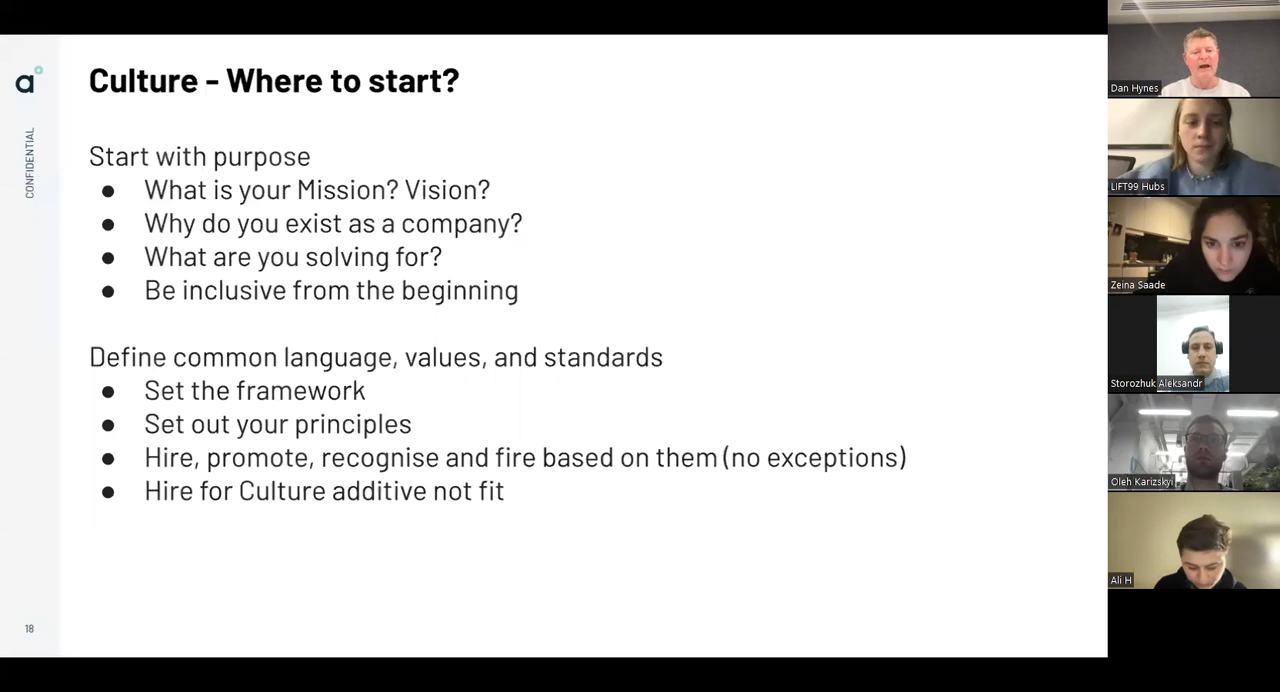 a
CONFIDENTIAL
Culture - Where to start?
Start with purpose
● What is your Mission? Vision?
● Why do you exist as a company?
● What are you solving for?
● Be inclusive from the beginning
Define common language, values, and standards
● Set the framework
● Set out your principles
● Hire, promote, recognise and fire based on them (no exceptions)
● Hire for Culture additive not fit
18
Dan Hynes
LIFT99 Hubs
Zeina Saade
Storozhuk Aleksandr
Oleh Karizskyi
Ali H